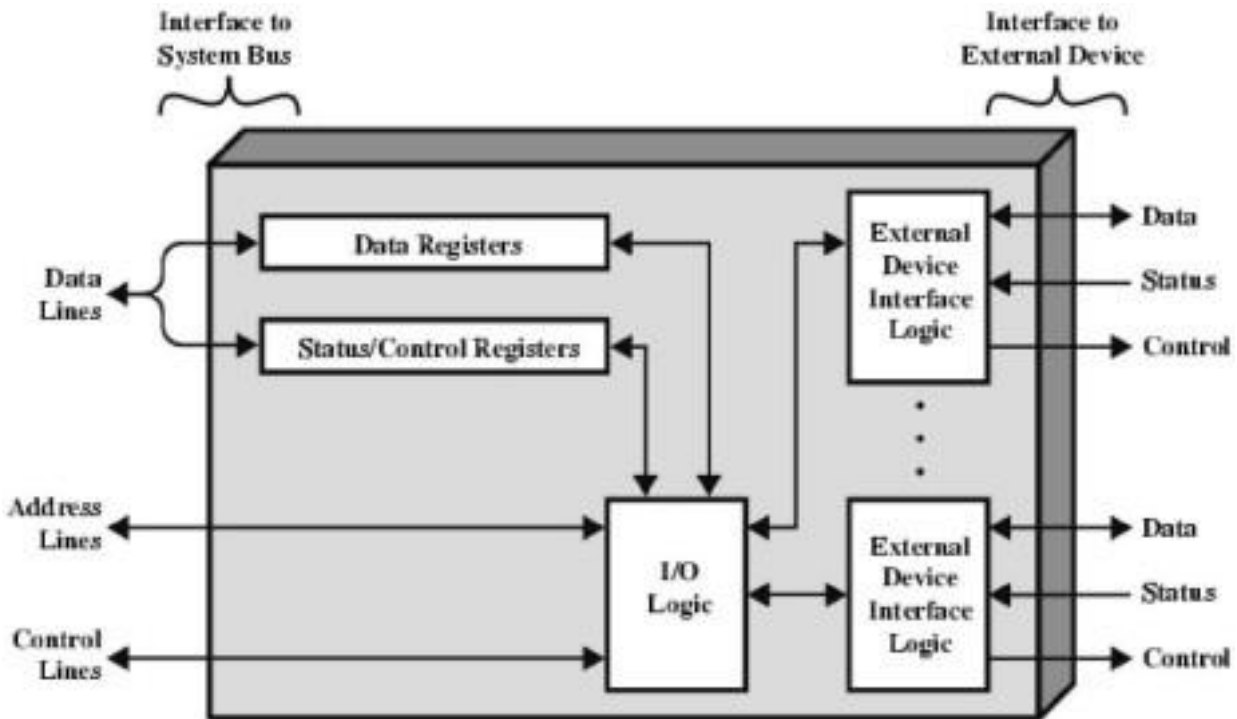 Interface to
System Bus
Interface to
External Device
Data Registers
Status/Control Registers
Data
Lines
Address
Lines
Control
Lines
I/O
Logic
External
Device
Interface
Logic
Data
Status
Control
External
Device
Interface
Logic
Data
Status
Control